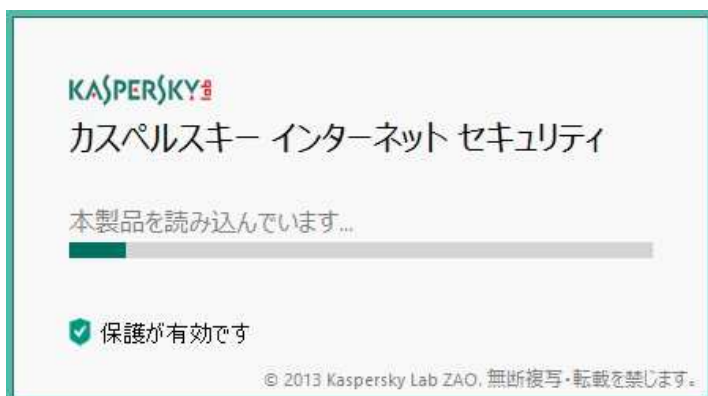 KASPERSKY lab
カスペルスキー インターネット セキュリティ
本製品を読み込んでいます...
保護が有効です
© 2013 Kaspersky Lab ZAO. 無断複写・転載を禁じます。